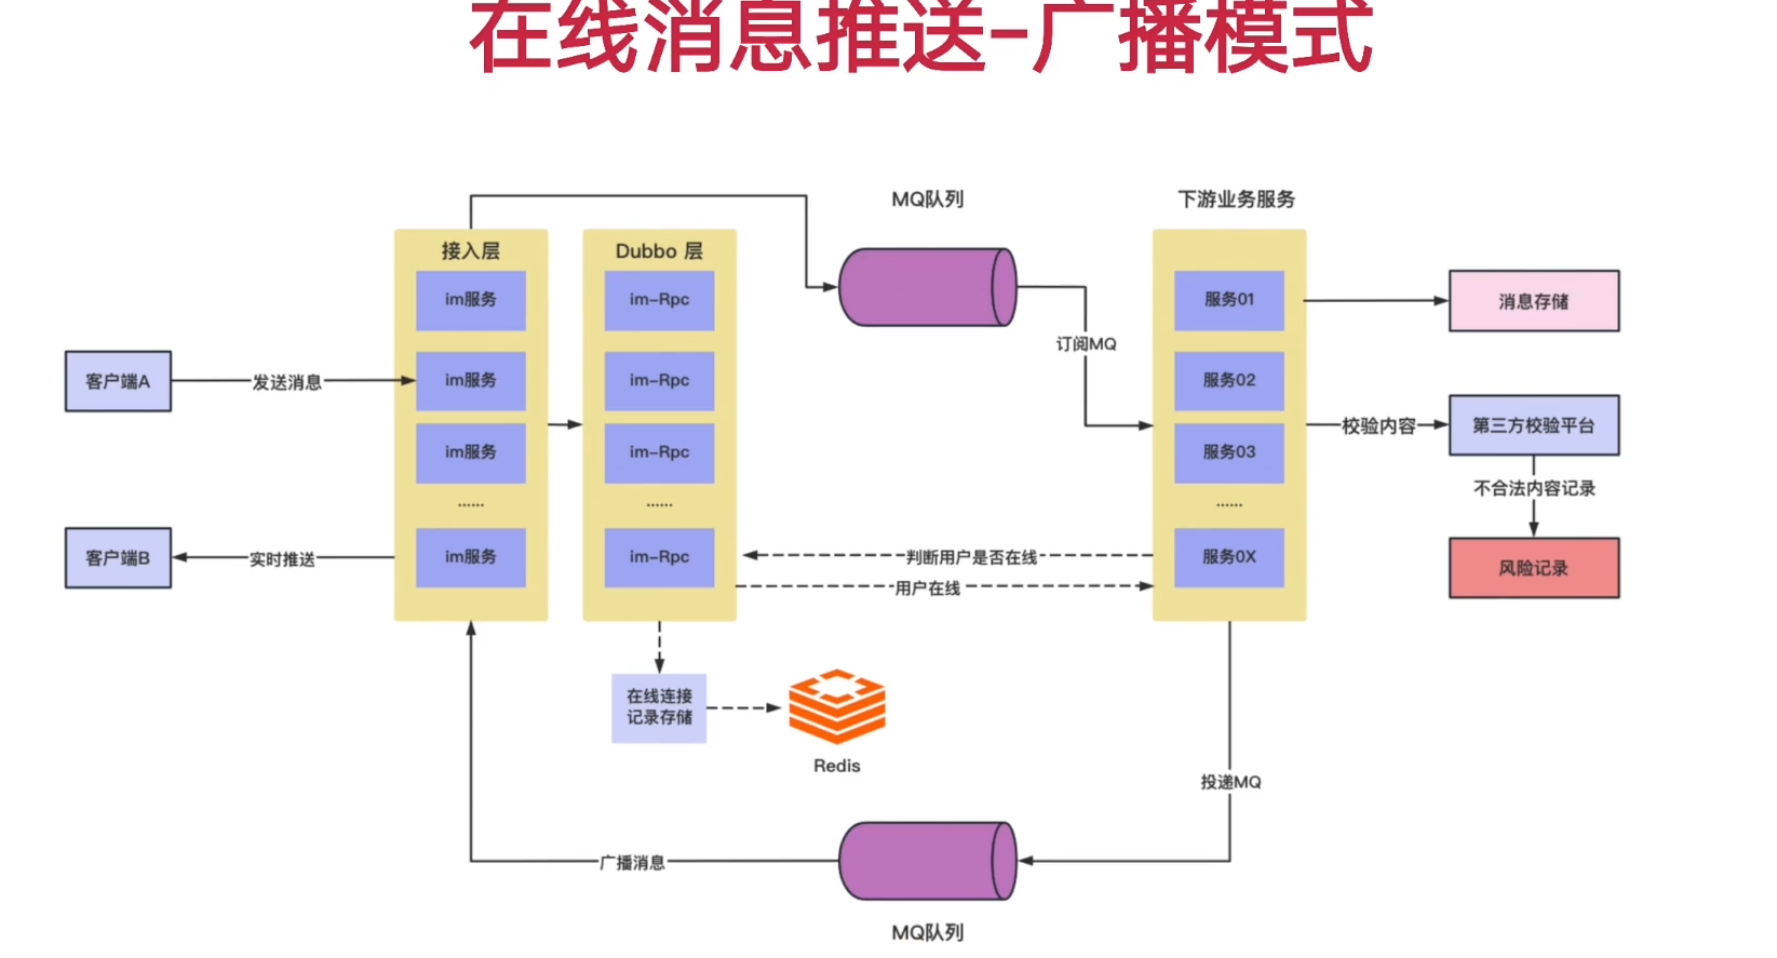 在线消息推送-广播模式
MQ队列
下游业务服务
接入层
Dubbo 层
im服务
im-Rpc
服务01
消息存储
订阅MQ
客户端A
发送消息
im服务
im-Rpc
服务02
im服务
im-Rpc
服务03
校验内容
第三方校验平台
不合法内容记录
......
......
......
客户端B
实时推送
im服务
im-Rpc
判断用户是否在线
用户在线
服务0X
风险记录
在线连接
记录存储
Redis
投递MQ
广播消息
MQ队列